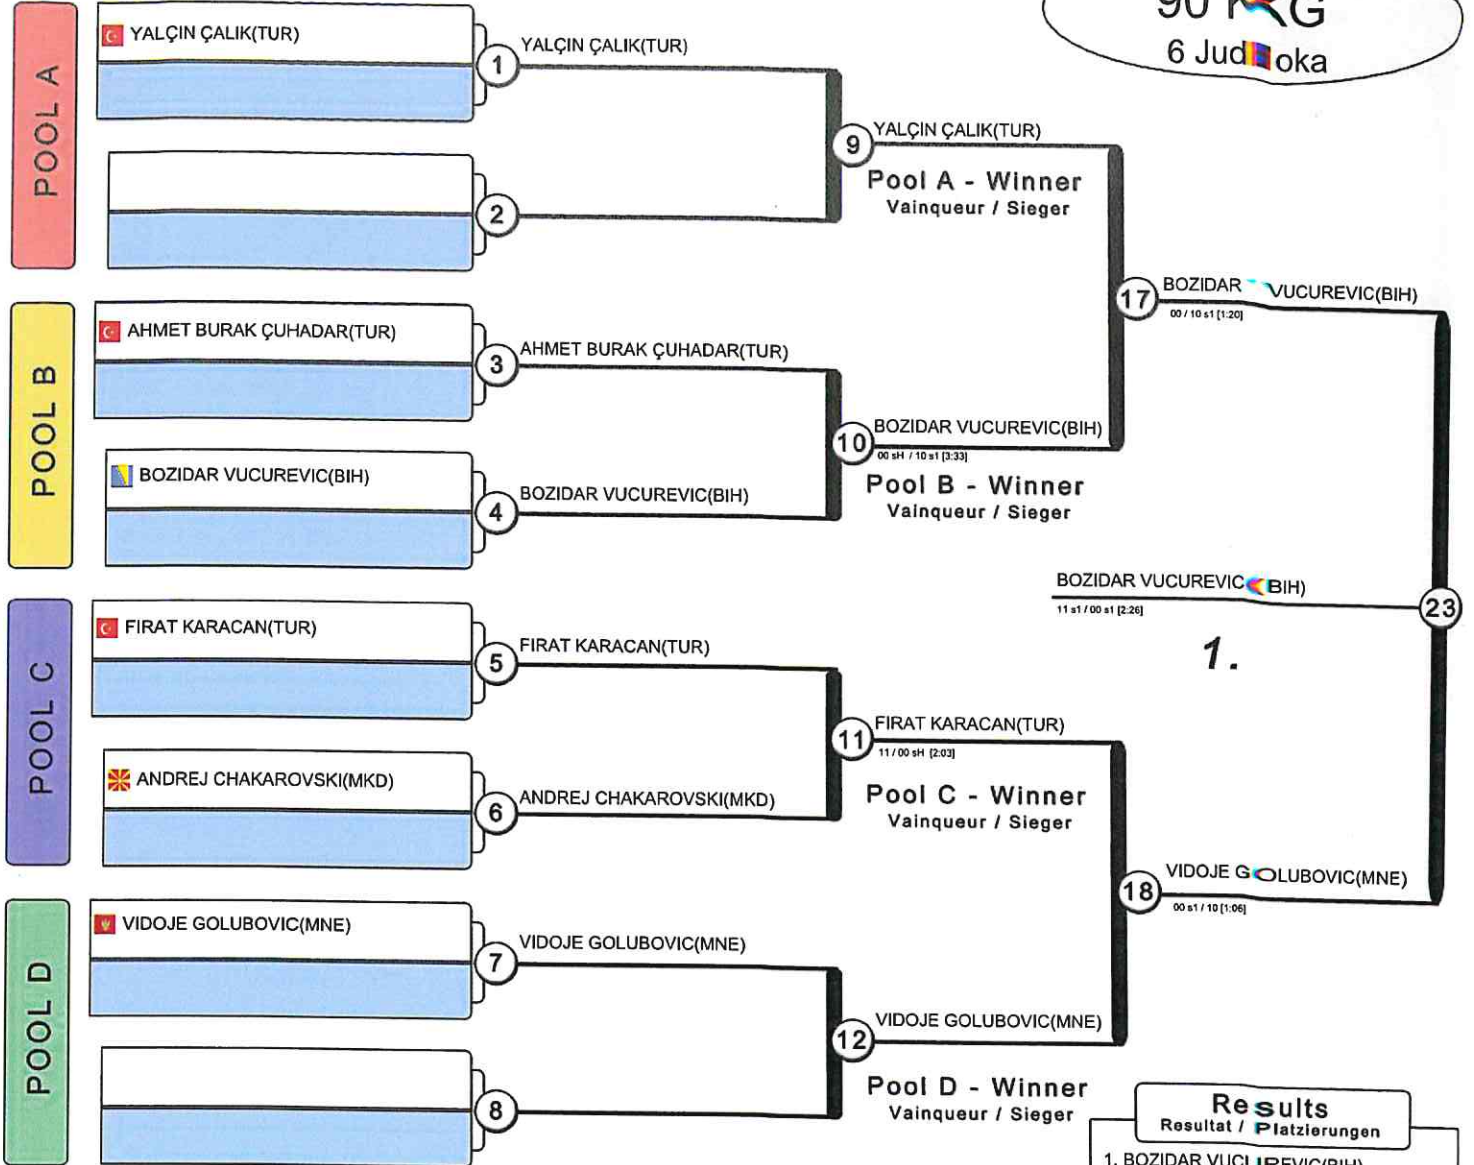 90 KG
6 Judoka
POOL A
YALÇIN ÇALIK(TUR)
1
YALÇIN ÇALIK(TUR)
2
9
YALÇIN ÇALIK(TUR)
Pool A - Winner
Vainqueur / Sieger
POOL B
AHMET BURAK ÇUHADAR(TUR)
3
AHMET BURAK ÇUHADAR(TUR)
BOZIDAR VUCUREVIC(BIH)
4
BOZIDAR VUCUREVIC(BIH)
10
BOZIDAR VUCUREVIC(BIH)
00 sH / 10 s1 [3:33]
Pool B - Winner
Vainqueur / Sieger
17
BOZIDAR VUCUREVIC(BIH)
00 / 10 s1 [1:20]
POOL C
FIRAT KARACAN(TUR)
5
FIRAT KARACAN(TUR)
ANDREJ CHAKAROVSKI(MKD)
6
ANDREJ CHAKAROVSKI(MKD)
11
FIRAT KARACAN(TUR)
11 / 00 sH [2:03]
Pool C - Winner
Vainqueur / Sieger
BOZIDAR VUCUREVIC(BIH)
11 s1 / 00 s1 [2:26]
1.
23
POOL D
VIDOJE GOLUBOVIC(MNE)
7
VIDOJE GOLUBOVIC(MNE)
8
12
VIDOJE GOLUBOVIC(MNE)
Pool D - Winner
Vainqueur / Sieger
18
VIDOJE GOLUBOVIC(MNE)
00 s1 / 10 [1:06]
Results
Resultat / Platzierungen
1. BOZIDAR VUCUREVIC(BIH)